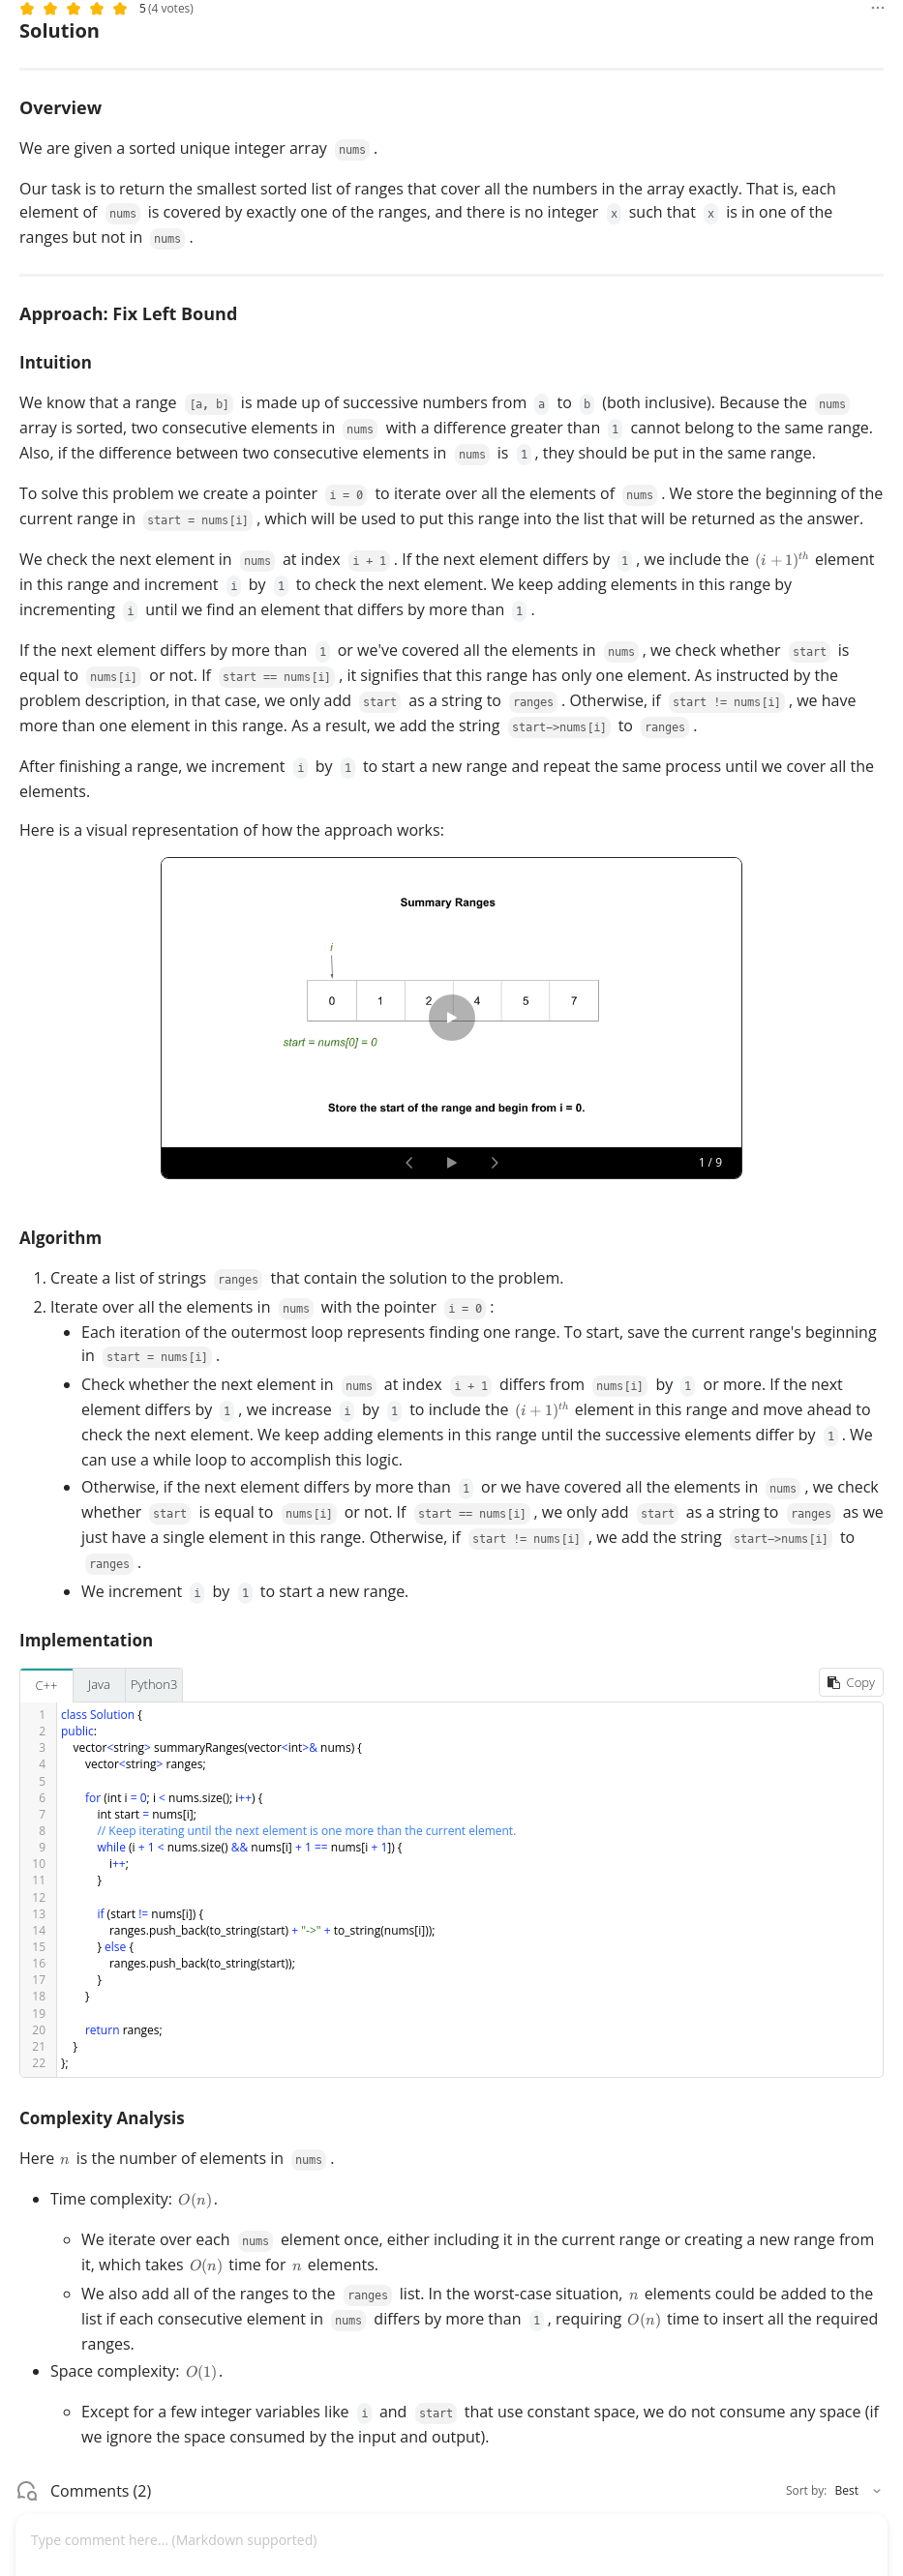 5 (4 votes)
Solution
Overview
We are given a sorted unique integer array nums .
Our task is to return the smallest sorted list of ranges that cover all the numbers in the array exactly. That is, each
element of nums is covered by exactly one of the ranges, and there is no integer x such that x is in one of the
ranges but not in nums .
Approach: Fix Left Bound
Intuition
We know that a range [a, b] is made up of successive numbers from a to b (both inclusive). Because the nums
array is sorted, two consecutive elements in nums with a difference greater than 1 cannot belong to the same range.
Also, if the difference between two consecutive elements in nums is 1 , they should be put in the same range.
To solve this problem we create a pointer i = 0 to iterate over all the elements of nums . We store the beginning of the
current range in start = nums[i] , which will be used to put this range into the list that will be returned as the answer.
We check the next element in nums at index i + 1 . If the next element differs by 1 , we include the (i + 1)^th element
in this range and increment i by 1 to check the next element. We keep adding elements in this range by
incrementing i until we find an element that differs by more than 1 .
If the next element differs by more than 1 or we've covered all the elements in nums , we check whether start is
equal to nums[i] or not. If start == nums[i] , it signifies that this range has only one element. As instructed by the
problem description, in that case, we only add start as a string to ranges . Otherwise, if start != nums[i] , we have
more than one element in this range. As a result, we add the string start->nums[i] to ranges .
After finishing a range, we increment i by 1 to start a new range and repeat the same process until we cover all the
elements.
Here is a visual representation of how the approach works:
Summary Ranges
i
0 1 2 4 5 7
start = nums[0] = 0
Store the start of the range and begin from i = 0.
1 / 9
Algorithm
1. Create a list of strings ranges that contain the solution to the problem.
2. Iterate over all the elements in nums with the pointer i = 0 :
• Each iteration of the outermost loop represents finding one range. To start, save the current range's beginning
in start = nums[i] .
• Check whether the next element in nums at index i + 1 differs from nums[i] by 1 or more. If the next
element differs by 1 , we increase i by 1 to include the (i + 1)^th element in this range and move ahead to
check the next element. We keep adding elements in this range until the successive elements differ by 1 . We
can use a while loop to accomplish this logic.
• Otherwise, if the next element differs by more than 1 or we have covered all the elements in nums , we check
whether start is equal to nums[i] or not. If start == nums[i] , we only add start as a string to ranges as we
just have a single element in this range. Otherwise, if start != nums[i] , we add the string start->nums[i] to
ranges .
• We increment i by 1 to start a new range.
Implementation
C++ Java Python3 Copy
1 class Solution {
2 public:
3     vector<string> summaryRanges(vector<int>& nums) {
4         vector<string> ranges;
5
6         for (int i = 0; i < nums.size(); i++) {
7             int start = nums[i];
8             // Keep iterating until the next element is one more than the current element.
9             while (i + 1 < nums.size() && nums[i] + 1 == nums[i + 1]) {
10                 i++;
11             }
12
13             if (start != nums[i]) {
14                 ranges.push_back(to_string(start) + "->" + to_string(nums[i]));
15             } else {
16                 ranges.push_back(to_string(start));
17             }
18         }
19
20         return ranges;
21     }
22 };
Complexity Analysis
Here n is the number of elements in nums .
• Time complexity: O(n).
◦ We iterate over each nums element once, either including it in the current range or creating a new range from
it, which takes O(n) time for n elements.
◦ We also add all of the ranges to the ranges list. In the worst-case situation, n elements could be added to the
list if each consecutive element in nums differs by more than 1 , requiring O(n) time to insert all the required
ranges.
• Space complexity: O(1).
◦ Except for a few integer variables like i and start that use constant space, we do not consume any space (if
we ignore the space consumed by the input and output).
Comments (2) Sort by: Best
Type comment here... (Markdown supported)